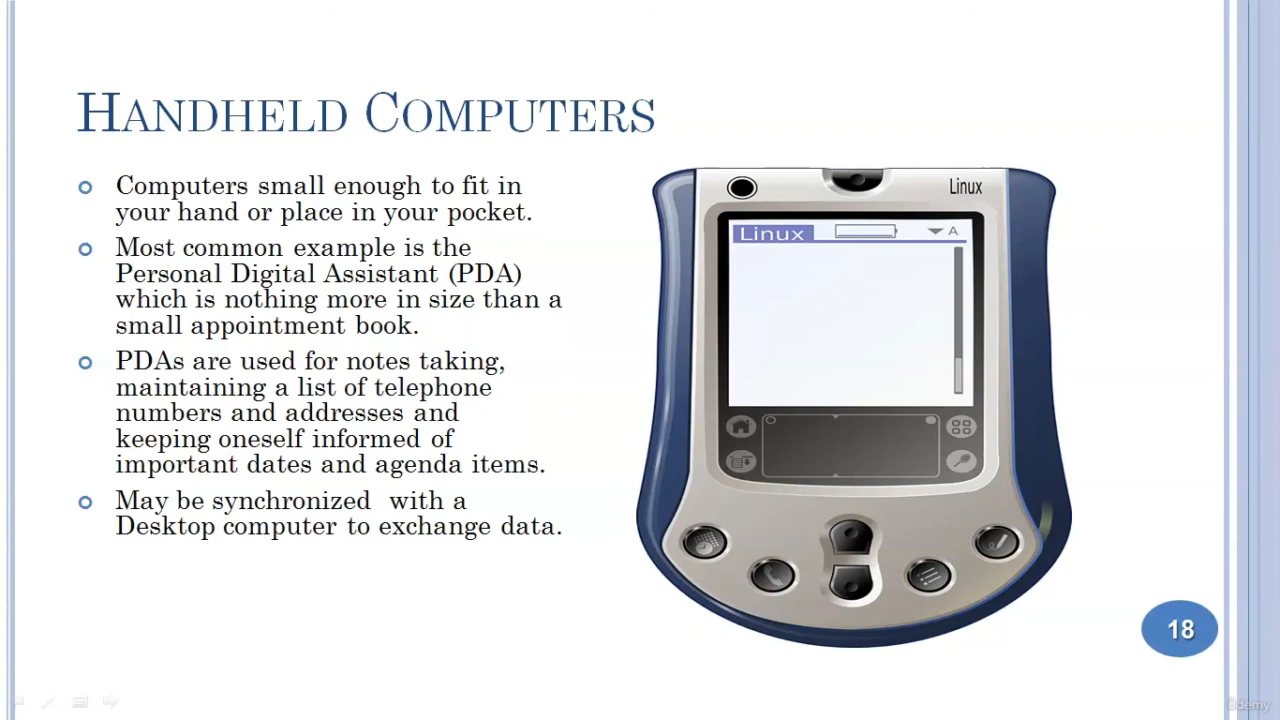 HANDHELD COMPUTERS
Computers small enough to fit in
your hand or place in your pocket.
Most common example is the
Personal Digital Assistant (PDA)
which is nothing more in size than a
small appointment book.
PDAs are used for notes taking,
maintaining a list of telephone
numbers and addresses and
keeping oneself informed of
important dates and agenda items.
May be synchronized with a
Desktop computer to exchange data.
Linux
Linux
A
18